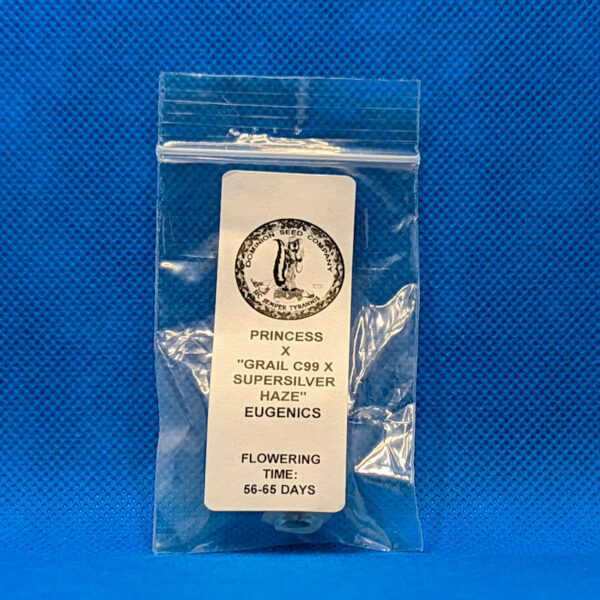 DOMINION SEED COMPANY
SIC SEMPER TYRANNIS
PRINCESS
X
"GRAIL C99 X
SUPERSILVER
HAZE"
EUGENICS
FLOWERING
TIME:
56-65 DAYS